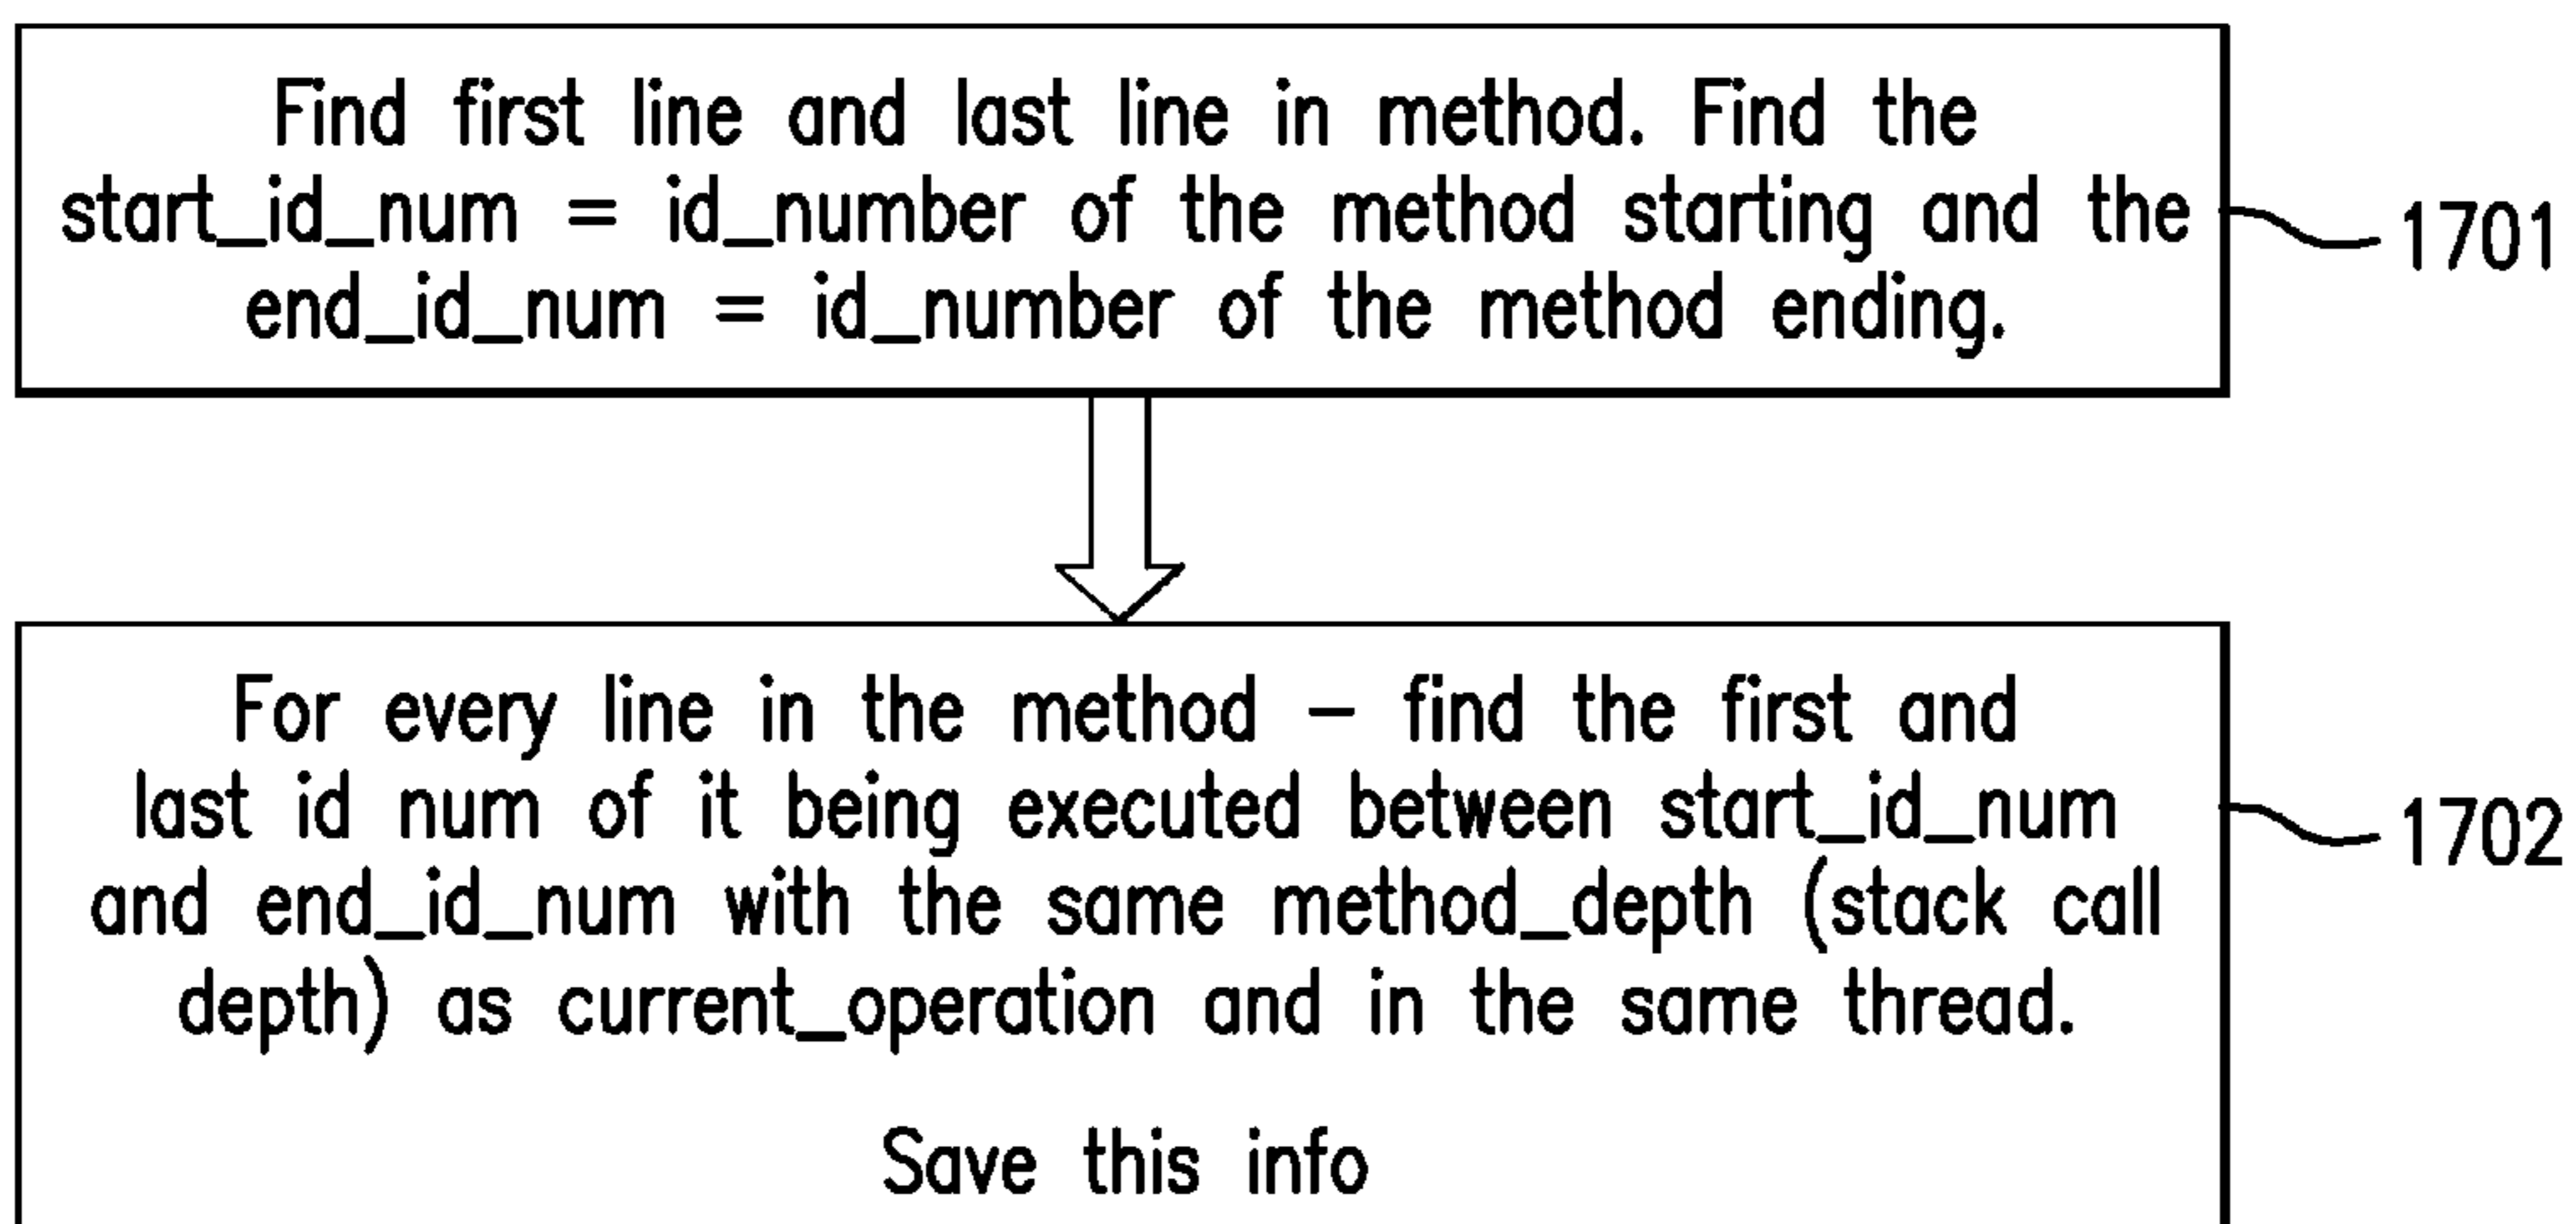 Find first line and last line in method. Find the
start_id_num = id_number of the method starting and the
end_id_num = id_number of the method ending.
1701
For every line in the method – find the first and
last id num of it being executed between start_id_num
and end_id_num with the same method_depth (stack call
depth) as current_operation and in the same thread.
Save this info
1702